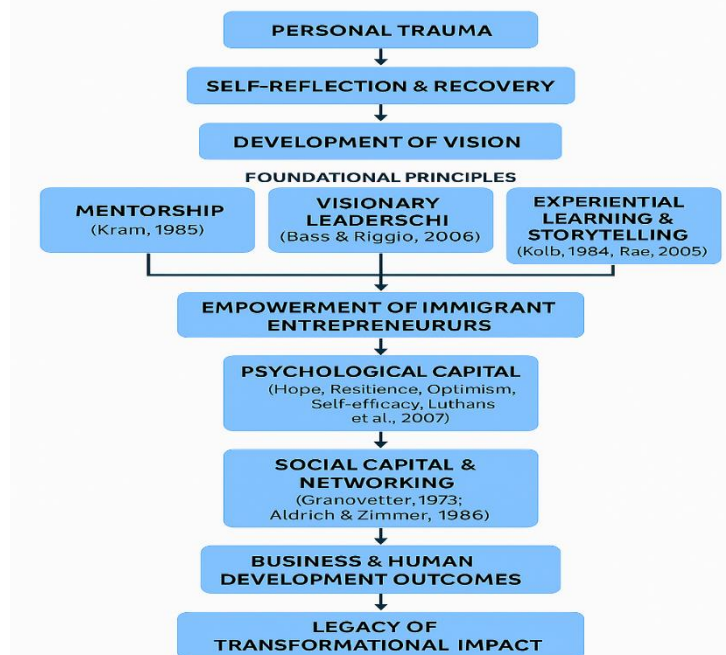 PERSONAL TRAUMA
SELF-REFLECTION & RECOVERY
DEVELOPMENT OF VISION
FOUNDATIONAL PRINCIPLES
MENTORSHIP
(Kram, 1985)
VISIONARY
LEADERSCHI
(Bass & Riggio, 2006)
EXPERIENTIAL
LEARNING &
STORYTELLING
(Kolb, 1984, Rae, 2005)
EMPOWERMENT OF IMMIGRANT
ENTREPRENEURURS
PSYCHOLOGICAL CAPITAL
(Hope, Resitience, Optimism,
Self-efficacy, Luthans
et al., 2007)
SOCIAL CAPITAL &
NETWORKING
(Granovetter, 1973;
Aldrich & Zimmer, 1986)
BUSINESS & HUMAN
DEVELOPMENT OUTCOMES
LEGACY OF
TRANSFORMATIONAL IMPACT